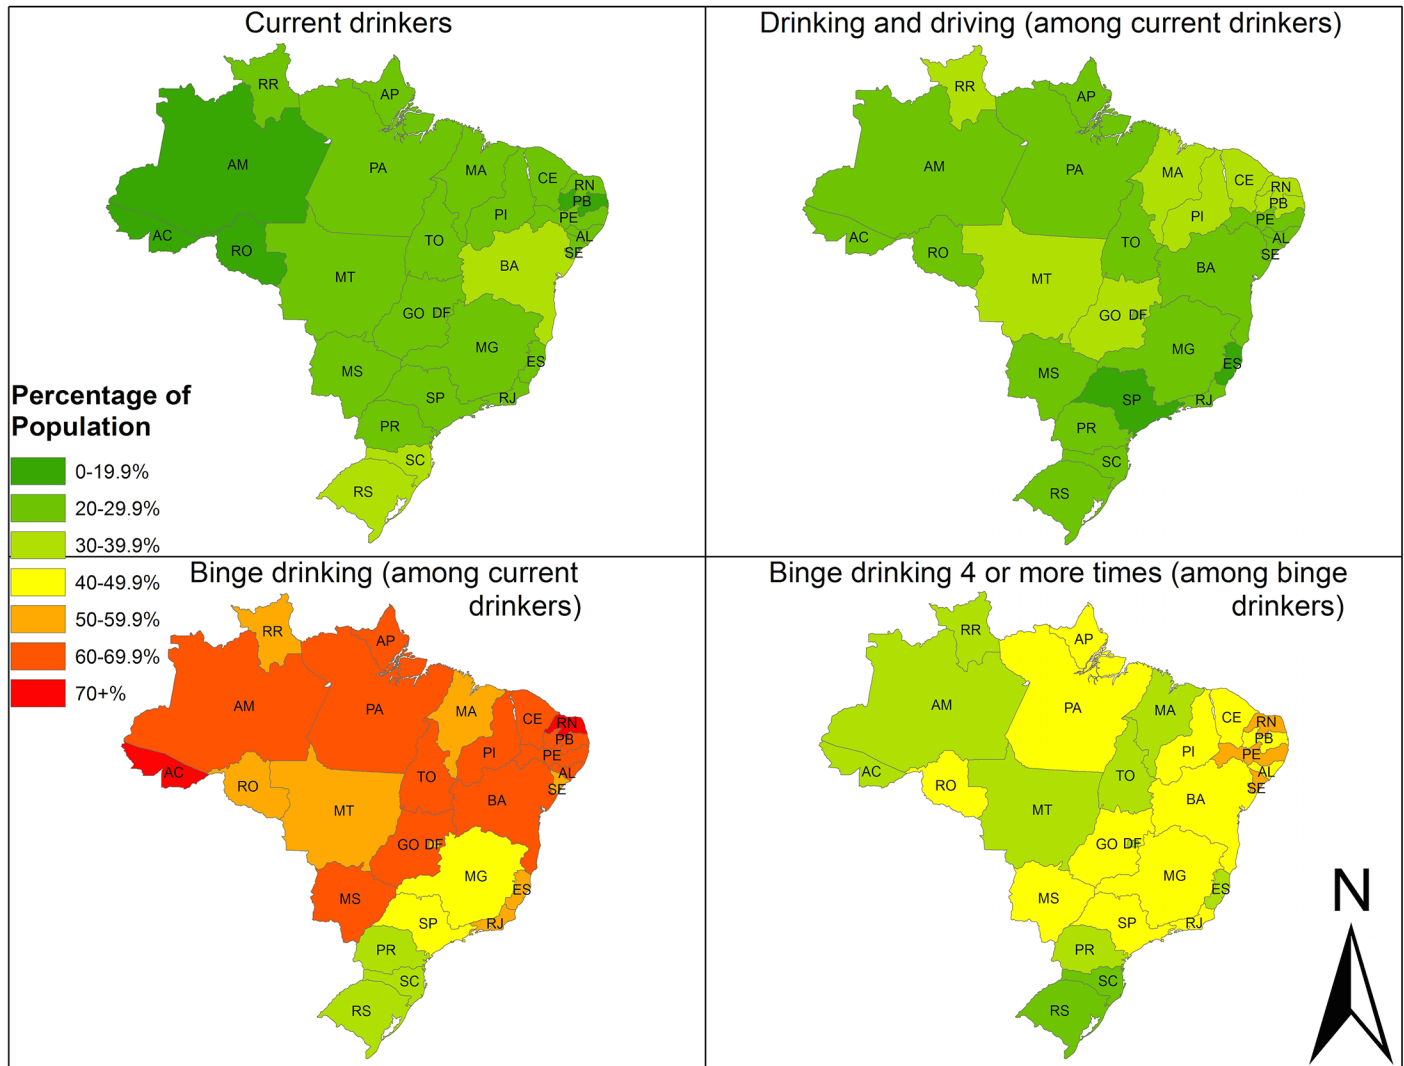 Current drinkers
RR
AP
AM
PA
MA
CE
RN
PB
PI
PE
AL
SE
AC
RO
TO
BA
MT
GO DF
MG
ES
MS
SP
RJ
PR
SC
RS
Drinking and driving (among current drinkers)
RR
AP
AM
PA
MA
CE
RN
PB
PI
PE
AL
SE
AC
RO
TO
BA
MT
GO DF
MG
ES
MS
SP
RJ
PR
SC
RS
Percentage of
Population
0-19.9%
20-29.9%
30-39.9%
40-49.9%
50-59.9%
60-69.9%
70+%
Binge drinking (among current
drinkers)
RR
AP
AM
PA
MA
CE
RN
PB
PI
PE
AL
SE
AC
RO
TO
BA
MT
GO DF
MG
ES
MS
SP
RJ
PR
SC
RS
Binge drinking 4 or more times (among binge
drinkers)
RR
AP
AM
PA
MA
CE
RN
PB
PI
PE
AL
SE
AC
RO
TO
BA
MT
GO DF
MG
ES
MS
SP
RJ
PR
SC
RS
N